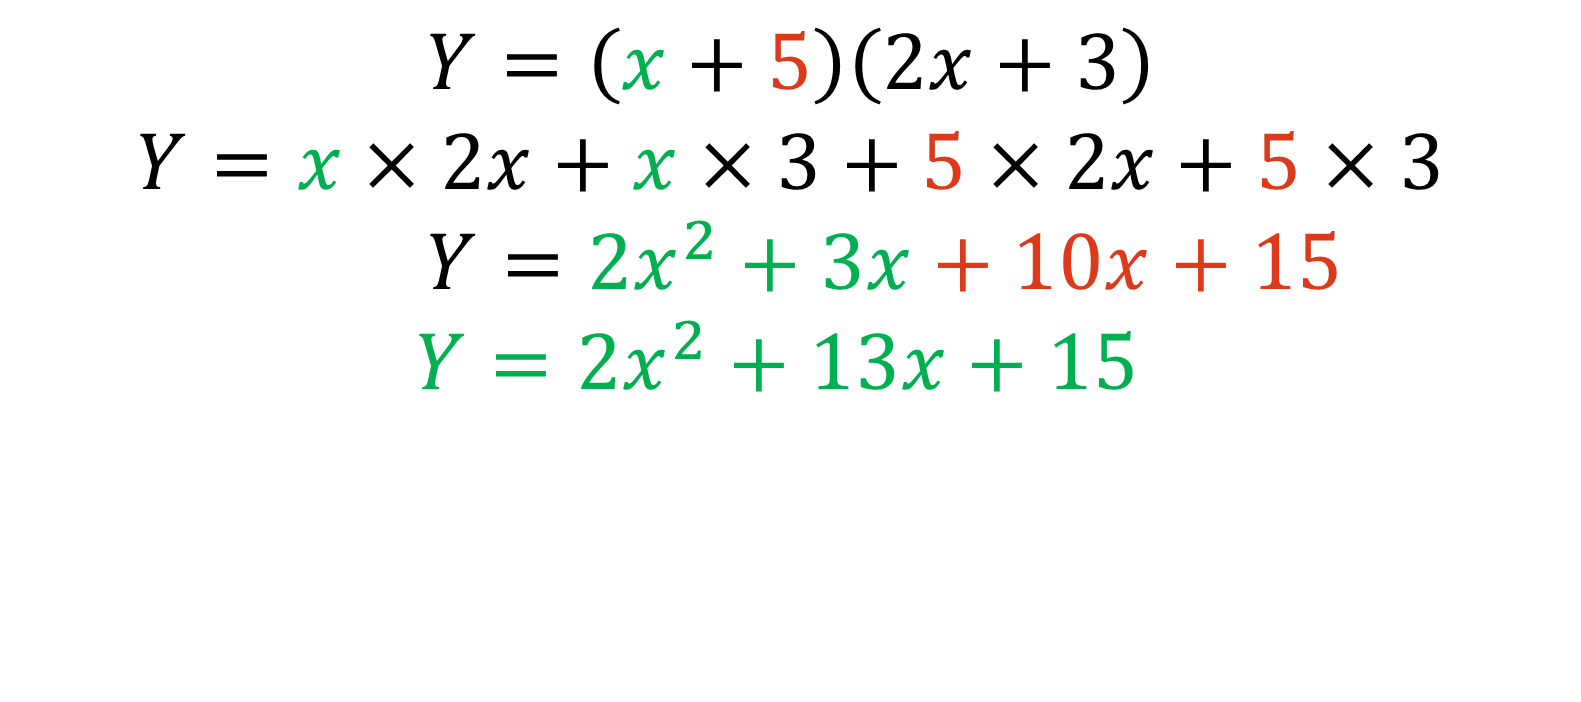 Y = (x + 5)(2x + 3)
Y = x × 2x + x × 3 + 5 × 2x + 5 × 3
Y = 2x² + 3x + 10x + 15
Y = 2x² + 13x + 15